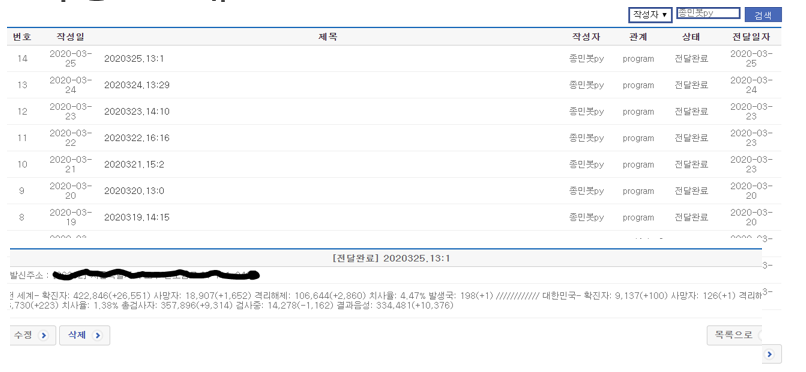 작성자 ▼ 종민봇py 검색
번호 작성일 제목 작성자 관계 상태 전달일자
14 2020-03-25 2020325,13:1 종민봇py program 전달완료 2020-03-25
13 2020-03-24 2020324,13:29 종민봇py program 전달완료 2020-03-24
12 2020-03-23 2020323,14:10 종민봇py program 전달완료 2020-03-23
11 2020-03-22 2020322,16:16 종민봇py program 전달완료 2020-03-23
10 2020-03-21 2020321,15:2 종민봇py program 전달완료 2020-03-23
9 2020-03-20 2020320,13:0 종민봇py program 전달완료 2020-03-20
8 2020-03-19 2020319,14:15 종민봇py program 전달완료 2020-03-20
[전달완료] 2020325,13:1
발신주소 :
세계- 확진자: 422,846(+26,551) 사망자: 18,907(+1,652) 격리해제: 106,644(+2,860) 치사율: 4.47% 발생국: 198(+1) //////////// 대한민국- 확진자: 9,137(+100) 사망자: 126(+1) 격리해
,730(+223) 치사율: 1.38% 총검사자: 357,896(+9,314) 검사중: 14,278(-1,162) 결과음성: 334,481(+10,376)
수정 삭제 목록으로